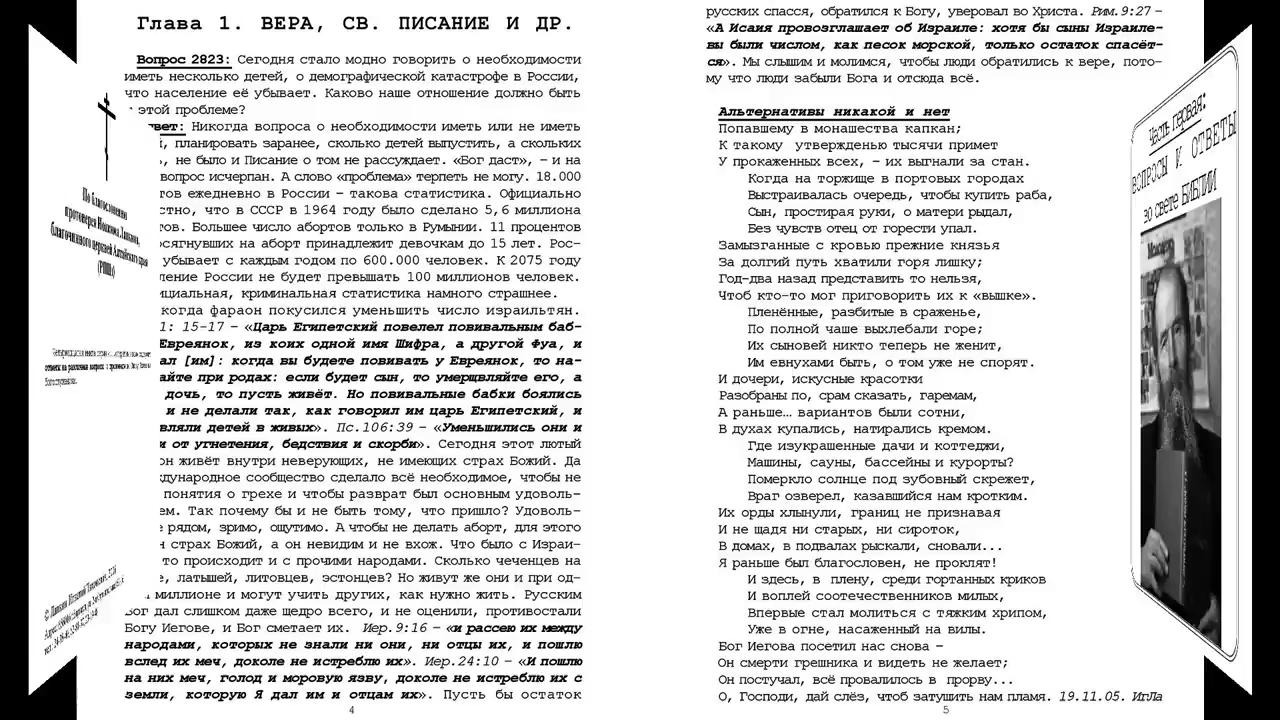 Глава 1. ВЕРА, СВ. ПИСАНИЕ И ДР.
Вопрос 2823: Сегодня стало модно говорить о необходимости
иметь несколько детей, о демографической катастрофе в России,
что население её убывает. Каково наше отношение должно быть
этой проблеме?
Никогда вопроса о необходимости иметь или не иметь
планировать заранее, сколько детей выпустить, а скольких
не было и Писание о том не рассуждает. «Бог даст», – и на
вопрос исчерпан. А слово «проблема» терпеть не могу. 18.000
ежедневно в России – такова статистика. Официально
что в СССР в 1964 году было сделано 5,6 миллиона
Большее число абортов только в Румынии. 11 процентов
на аборт принадлежит девочкам до 15 лет. Рос-
убывает с каждым годом по 600.000 человек. К 2075 году
России не будет превышать 100 миллионов человек.
криминальная статистика намного страшнее.
когда фараон покусился уменьшить число израильтян.
1: 15-17 – «Царь Египетский повелел повивальным баб-
Евреянок, из коих одной имя Шифра, а другой Фуа, и
[им]: когда вы будете повивать у Евреянок, то на-
при родах: если будет сын, то умерщвляйте его, а
дочь, то пусть живёт. Но повивальные бабки боялись
и не делали так, как говорил им царь Египетский, и
детей в живых». Пс.106:39 – «Уменьшились они и
от угнетения, бедствия и скорби». Сегодня этот лютый
живёт внутри неверующих, не имеющих страх Божий. Да
сообщество сделало всё необходимое, чтобы не
понятия о грехе и чтобы разврат был основным удоволь-
Так почему бы и не быть тому, что пришло? Удоволь-
рядом, зримо, ощутимо. А чтобы не делать аборт, для этого
страх Божий, а он невидим и не вхож. Что было с Израи-
то происходит и с прочими народами. Сколько чеченцев на
латышей, литовцев, эстонцев? Но живут же они и при од-
миллионе и могут учить других, как нужно жить. Русским
Бог дал слишком даже щедро всего, и не оценили, противостали
Богу Иегове, и Бог сметает их. Иер.9:16 – «и рассею их между
народами, которых не знали ни они, ни отцы их, и пошлю
вслед их меч, доколе не истреблю их». Иер.24:10 – «И пошлю
на них меч, голод и моровую язву, доколе не истреблю их с
земли, которую Я дал им и отцам их». Пусть бы остаток
4
русских спасся, обратился к Богу, уверовал во Христа. Рим.9:27 –
«А Исаия провозглашает об Израиле: хотя бы сыны Израиле-
вы были числом, как песок морской, только остаток спасёт-
ся». Мы слышим и молимся, чтобы люди обратились к вере, пото-
му что люди забыли Бога и отсюда всё.
Альтернативы никакой и нет
Попавшему в монашества капкан;
К такому утвержденью тысячи примет
У прокаженных всех, – их выгнали за стан.
Когда на торжище в портовых городах
Выстраивалась очередь, чтобы купить раба,
Сын, простирая руки, о матери рыдал,
Без чувств отец от горести упал.
Замызганные с кровью прежние князья
За долгий путь хватили горя лишку;
Год-два назад представить то нельзя,
Чтоб кто-то мог приговорить их к «вышке».
Пленённые, разбитые в сраженье,
По полной чаше выхлебали горе;
Их сыновей никто теперь не женит,
Им евнухами быть, о том уже не спорят.
И дочери, искусные красотки
Разобраны по, срам сказать, гаремам,
А раньше… вариантов были сотни,
В духах купались, натирались кремом.
Где изукрашенные дачи и коттеджи,
Машины, сауны, бассейны и курорты?
Померкло солнце под зубовный скрежет,
Враг озверел, казавшийся нам кротким.
Их орды хлынули, границ не признавая
И не щадя ни старых, ни сироток,
В домах, в подвалах рыскали, сновали...
Я раньше был благословен, не проклят!
И здесь, в плену, среди гортанных криков
И воплей соотечественников милых,
Впервые стал молиться с тяжким хрипом,
Уже в огне, насаженный на вилы.
Бог Иегова посетил нас снова –
Он смерти грешника и видеть не желает;
Он постучал, всё провалилось в прорву...
О, Господи, дай слёз, чтоб затушить нам пламя. 19.11.05. ИгЛа
5
По благословению
протоиерея Иоакима Лапкина,
благочинного церквей Алтайского края
(РПЦЗ)
Часть первая:
ВОПРОСЫ И ОТВЕТЫ
во свете БИБЛИИ